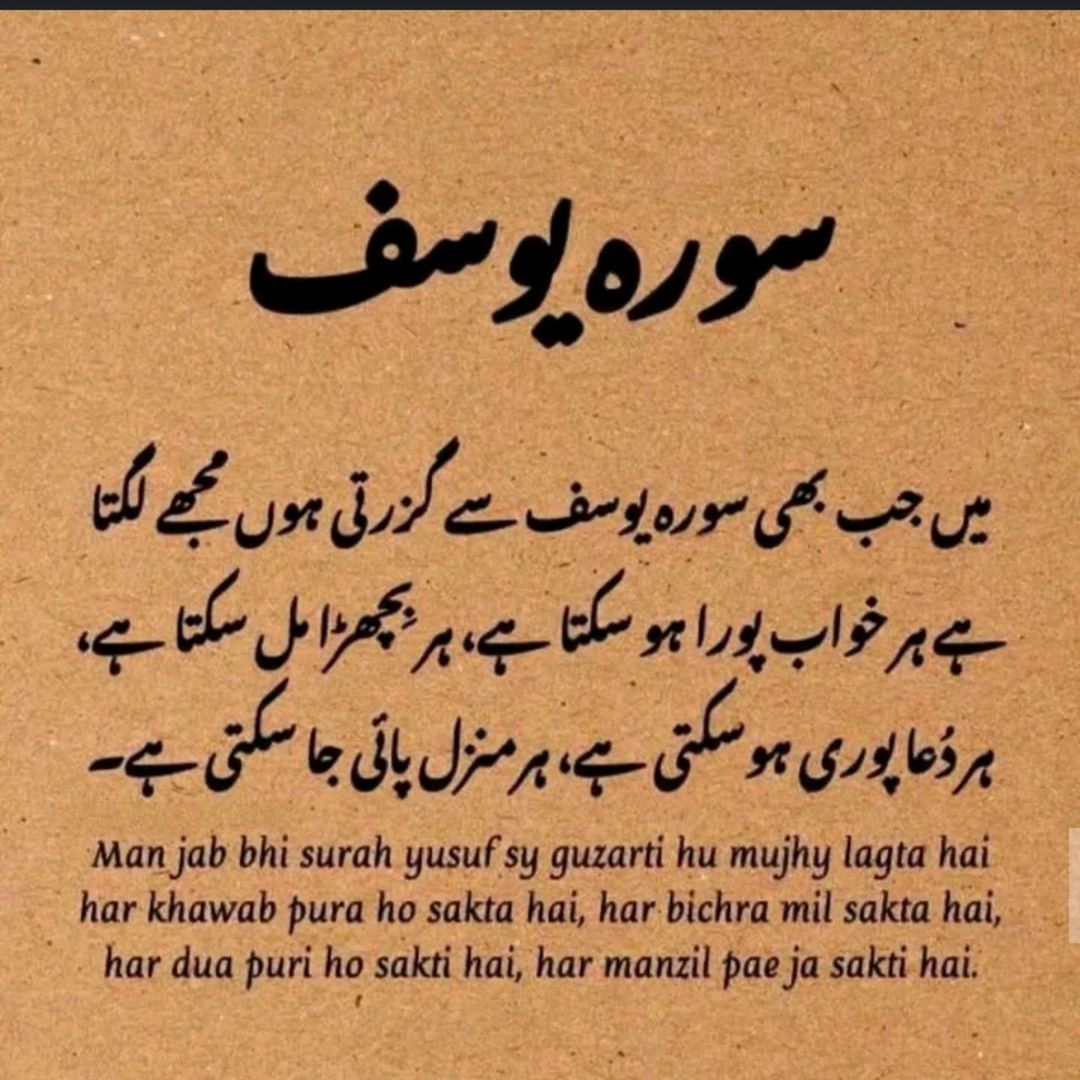 سورہ یوسف
میں جب بھی سورہ یوسف سے گزرتی ہوں مجھے لگتا
ہے ہر خواب پورا ہو سکتا ہے، ہر بِچھڑا مل سکتا ہے،
ہر دُعا پوری ہو سکتی ہے، ہر منزل پائی جا سکتی ہے۔
Man jab bhi surah yusuf sy guzarti hu mujhy lagta hai
har khawab pura ho sakta hai, har bichra mil sakta hai,
har dua puri ho sakti hai, har manzil pae ja sakti hai.